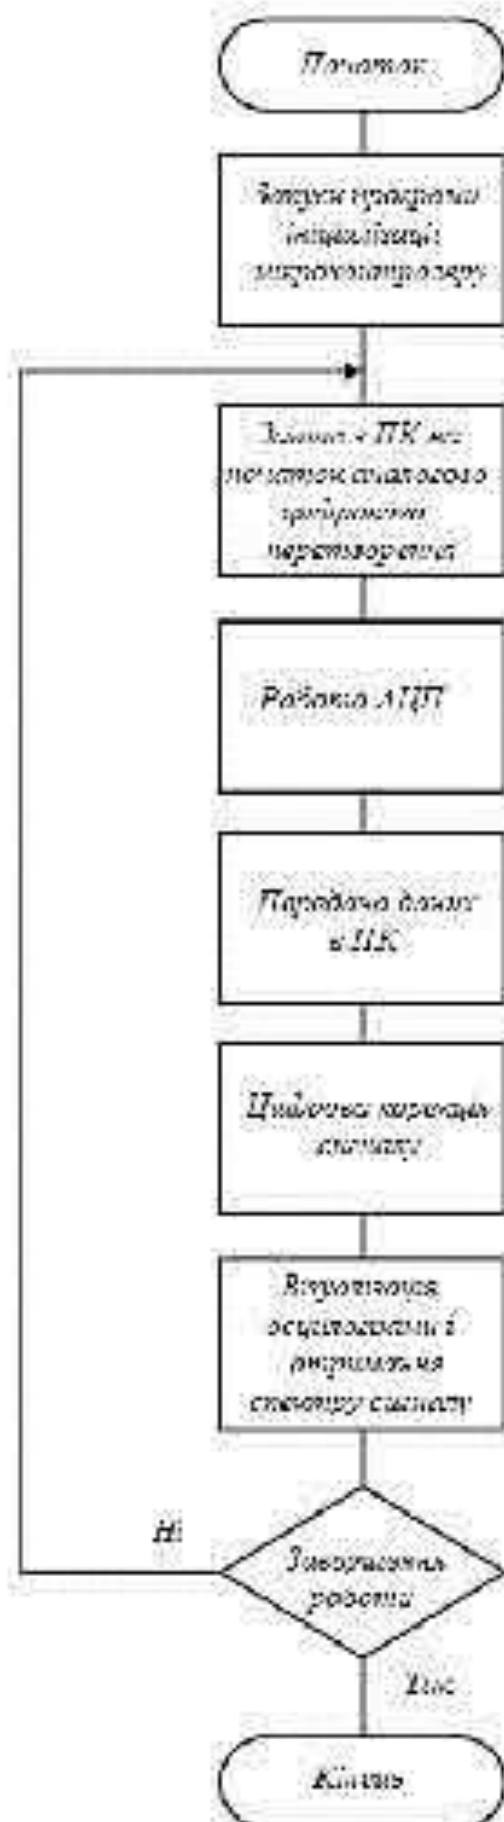 Початок
Запуск програми
ініціалізації
мікроконтролеру
Запит з ПК на
початок аналогово
цифрового
перетворення
Робота АЦП
Передача даних
в ПК
Цифрова корекція
сигналу
осцилограми і
отримання
спектру сигналу
Ні
Завершення
роботи
Так
Кінець